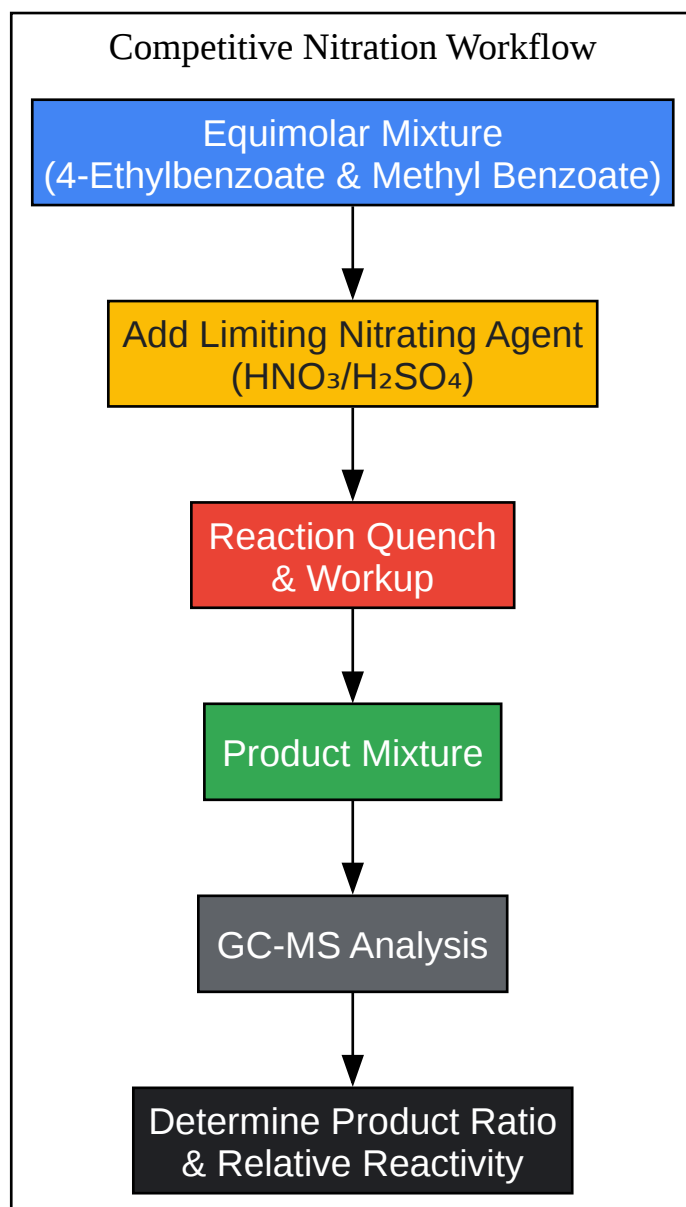 Competitive Nitration Workflow
Equimolar Mixture
(4-Ethylbenzoate & Methyl Benzoate)
Add Limiting Nitrating Agent
(HNO₃/H₂SO₄)
Reaction Quench
& Workup
Product Mixture
GC-MS Analysis
Determine Product Ratio
& Relative Reactivity